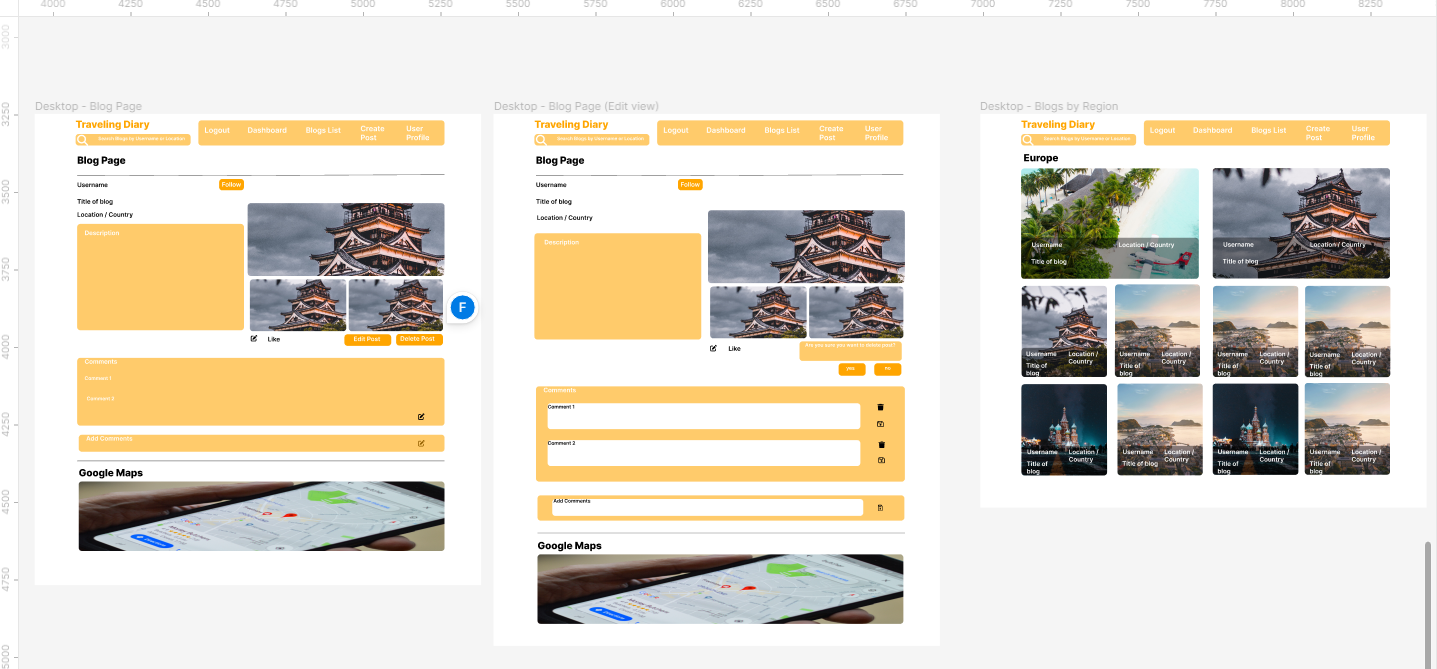 4000 4250 4500 4750 5000 5250 5500 5750 6000 6250 6500 6750 7000 7250 7500 7750 8000 8250
3000
3250
3500
3750
4000
4250
4500
4750
5000
Desktop - Blog Page
Traveling Diary
Search Blogs by Username or Location
Logout
Dashboard
Blogs List
Create
Post
User
Profile
Blog Page
Username
Follow
Title of blog
Location / Country
Description
F
Like
Edit Post
Delete Post
Comments
Comment 1
Comment 2
Add Comments
Google Maps
Desktop - Blog Page (Edit view)
Traveling Diary
Search Blogs by Username or Location
Logout
Dashboard
Blogs List
Create
Post
User
Profile
Blog Page
Username
Follow
Title of blog
Location / Country
Description
Like
Are you sure you want to delete post?
yes
no
Comments
Comment 1
Comment 2
Add Comments
Google Maps
Desktop - Blogs by Region
Traveling Diary
Search Blogs by Username or Location
Logout
Dashboard
Blogs List
Create
Post
User
Profile
Europe
Username
Location / Country
Title of blog
Username
Location / Country
Title of blog
Username
Location /
Country
Title of
blog
Username
Location /
Country
Title of
blog
Username
Location /
Country
Title of
blog
Username
Location /
Country
Title of
blog
Username
Location /
Country
Title of
blog
Username
Location /
Country
Title of blog
Username
Location /
Country
Title of
blog
Username
Location /
Country
Title of
blog